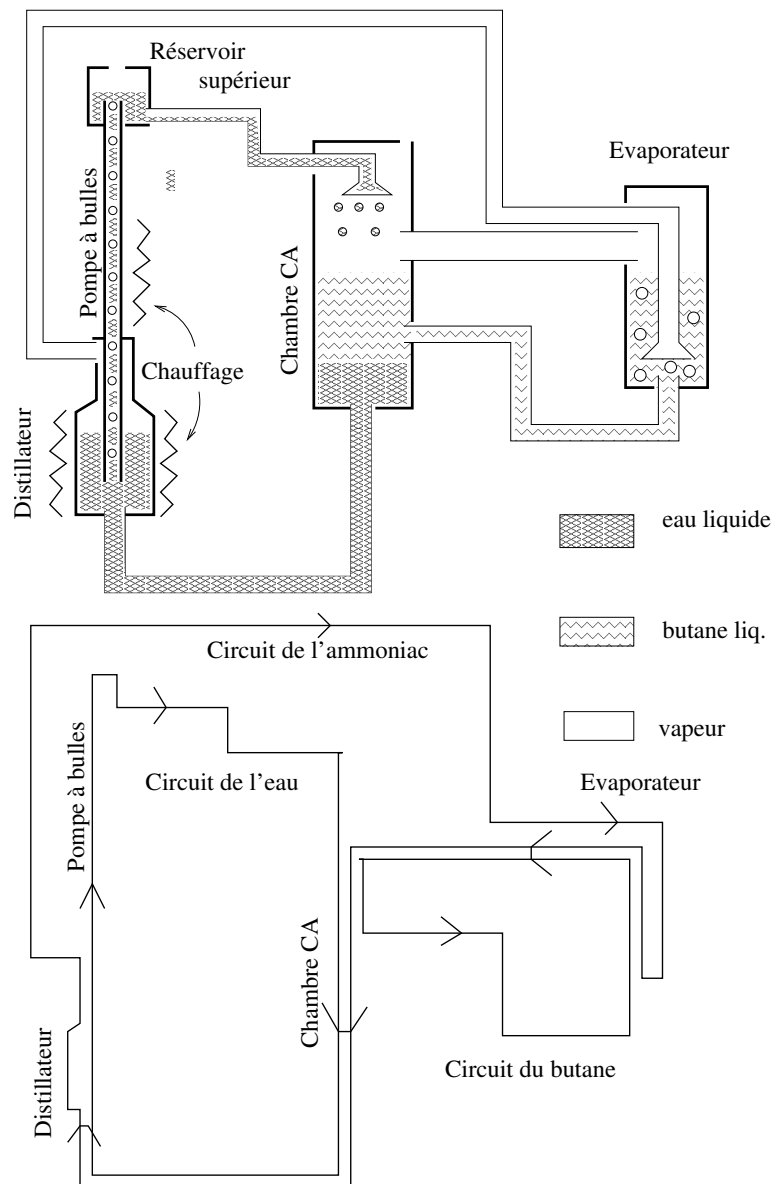 Réservoir
supérieur
Evaporateur
Pompe à bulles
Chambre CA
Chauffage
Distillateur
eau liquide
butane liq.
vapeur
Circuit de l'ammoniac
Pompe à bulles
Circuit de l'eau
Evaporateur
Chambre CA
Distillateur
Circuit du butane